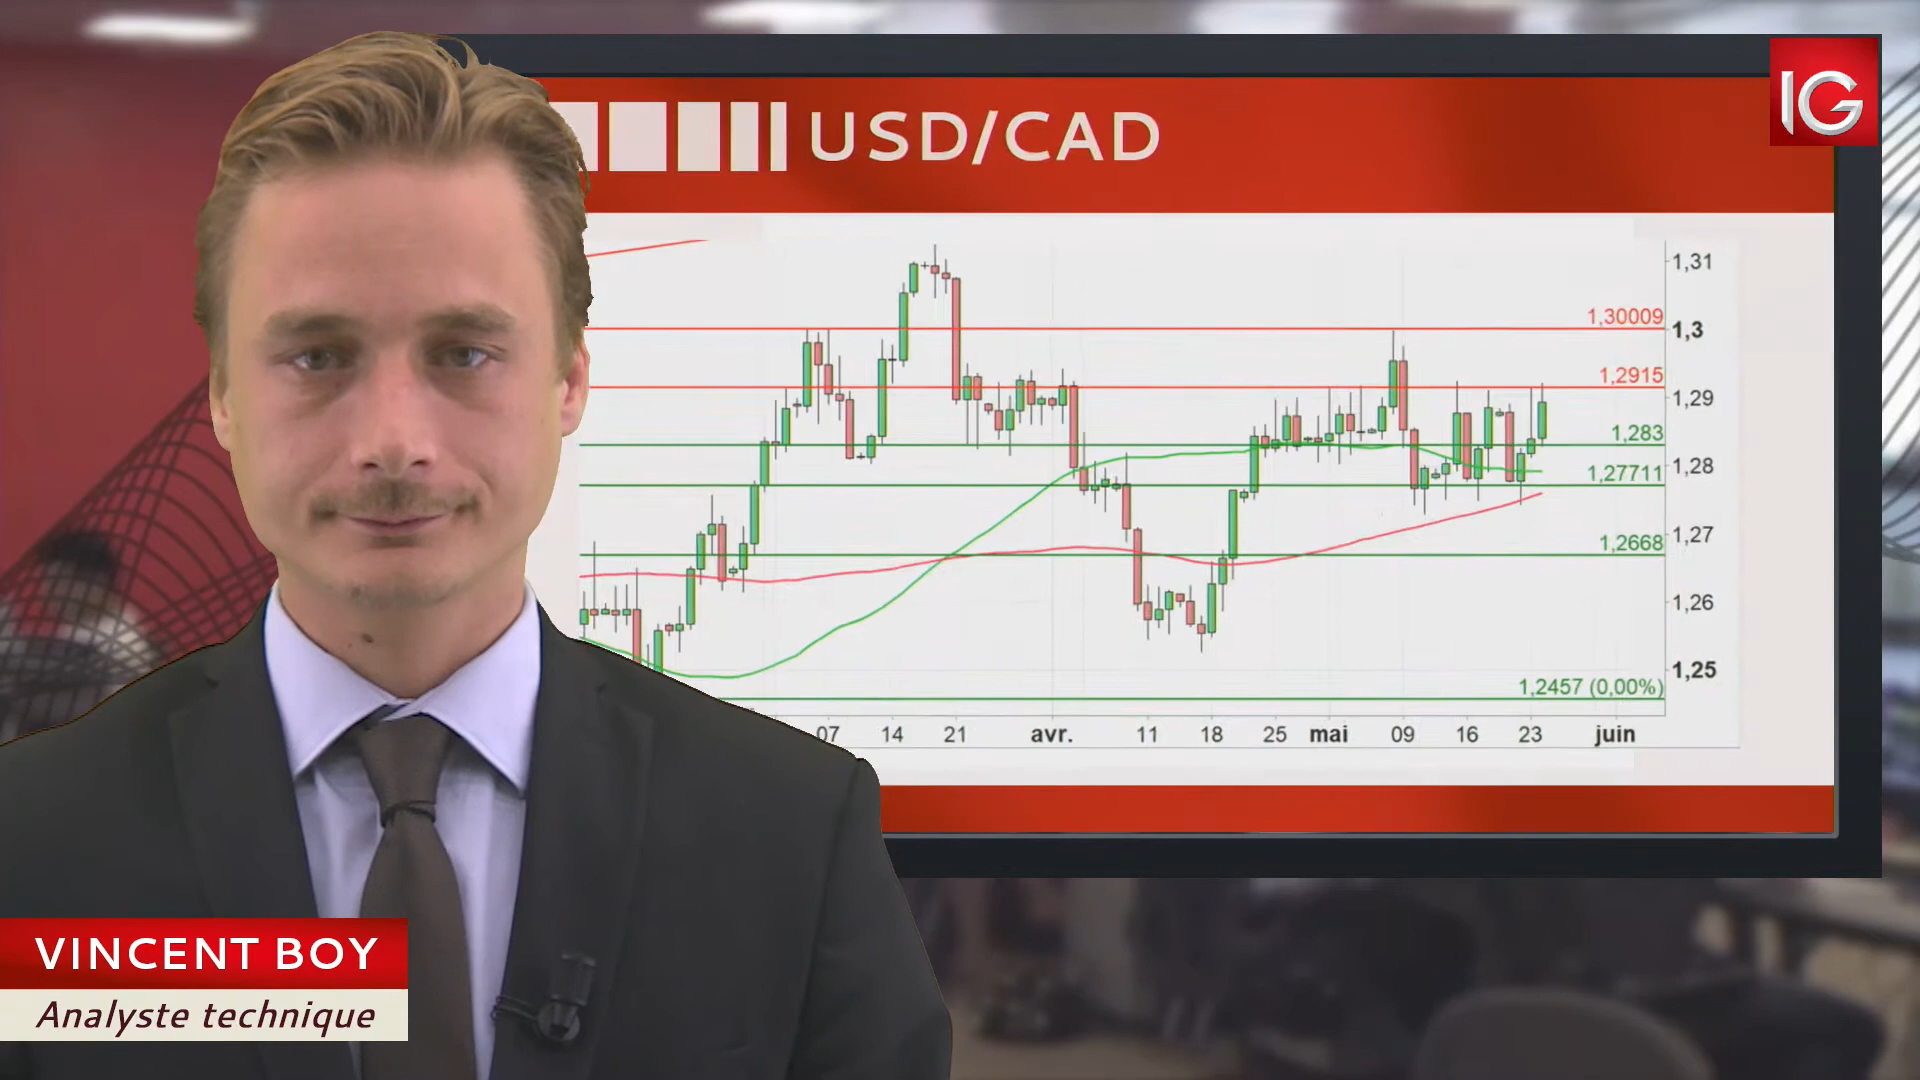 IG
USD/CAD
1,31
1,30009
1,3
1,2915
1,29
1,283
1,28
1,27711
1,27
1,2668
1,26
1,25
1,2457 (0,00%)
07 14 21 avr. 11 18 25 mai 09 16 23 juin
VINCENT BOY
Analyste technique